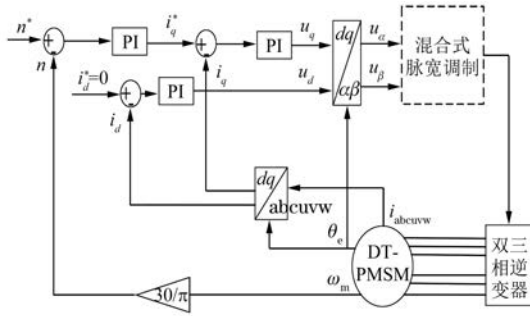 n*
n
PI
i*q
iq
PI
uq
dq
αβ
uα
uβ
混合式
脉宽调制
i*d=0
id
PI
ud
dq
abcuvw
iabcuvw
θe
DT-
PMSM
双三
相逆
变器
ωm
30/π